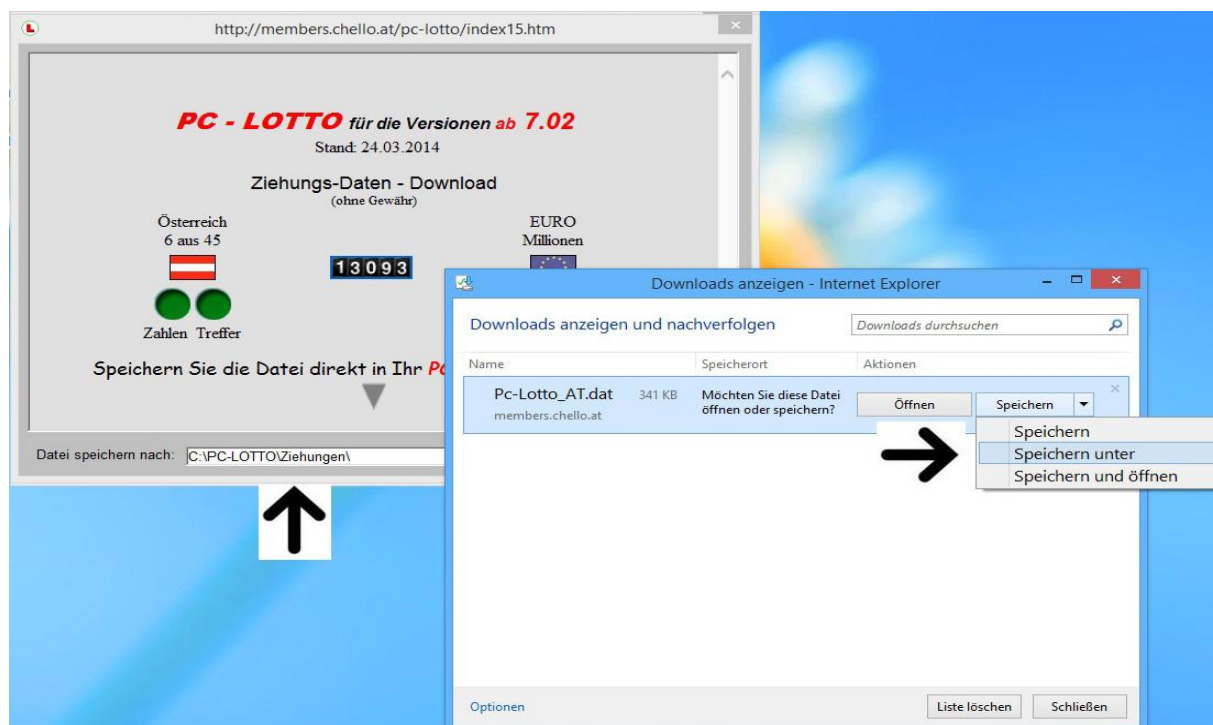 http://members.chello.at/pc-lotto/index15.htm
PC - LOTTO für die Versionen ab 7.02
Stand: 24.03.2014
Ziehungs-Daten - Download
(ohne Gewähr)
Österreich
6 aus 45
13093
EURO
Millionen
Zahlen Treffer
Speichern Sie die Datei direkt in Ihr
Datei speichern nach: C:\PC-LOTTO\Ziehungen\
Downloads anzeigen - Internet Explorer
Downloads anzeigen und nachverfolgen
Downloads durchsuchen
Name Speicherort Aktionen
Pc-Lotto_AT.dat 341 KB Möchten Sie diese Datei
members.chello.at öffnen oder speichern?
Öffnen Speichern
Speichern
Speichern unter
Speichern und öffnen
Optionen Liste löschen Schließen